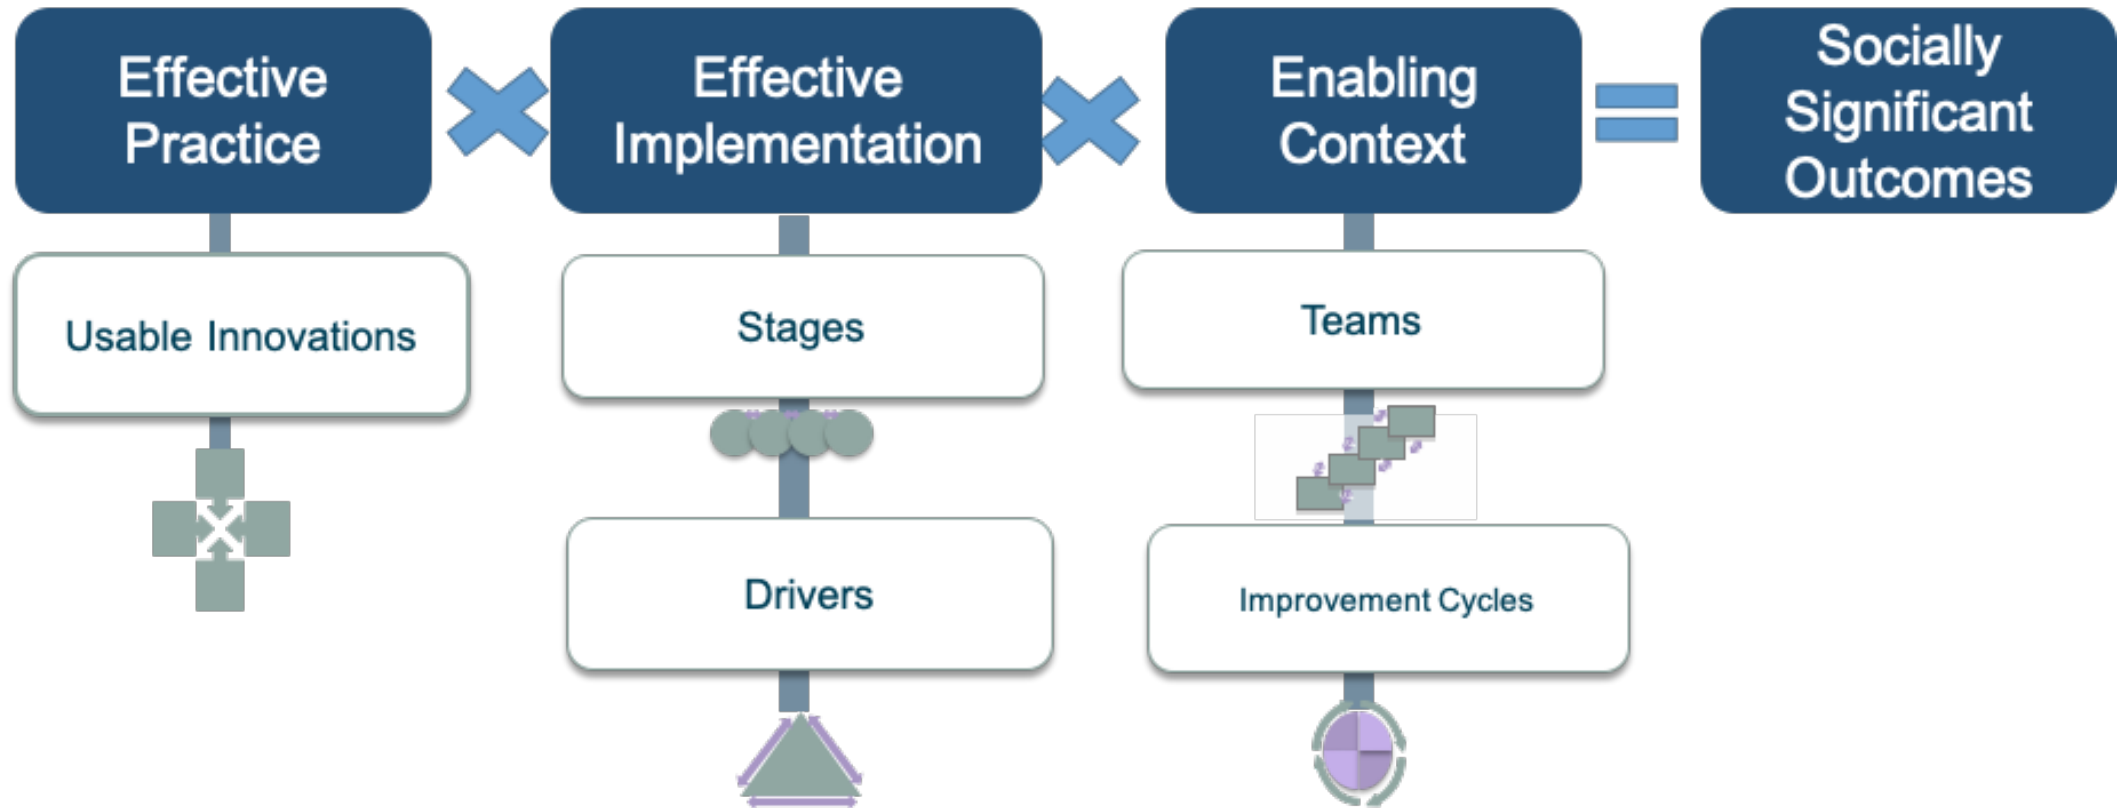 Effective
Practice
Effective
Implementation
Enabling
Context
Socially
Significant
Outcomes
Usable Innovations
Stages
Teams
Drivers
Improvement Cycles